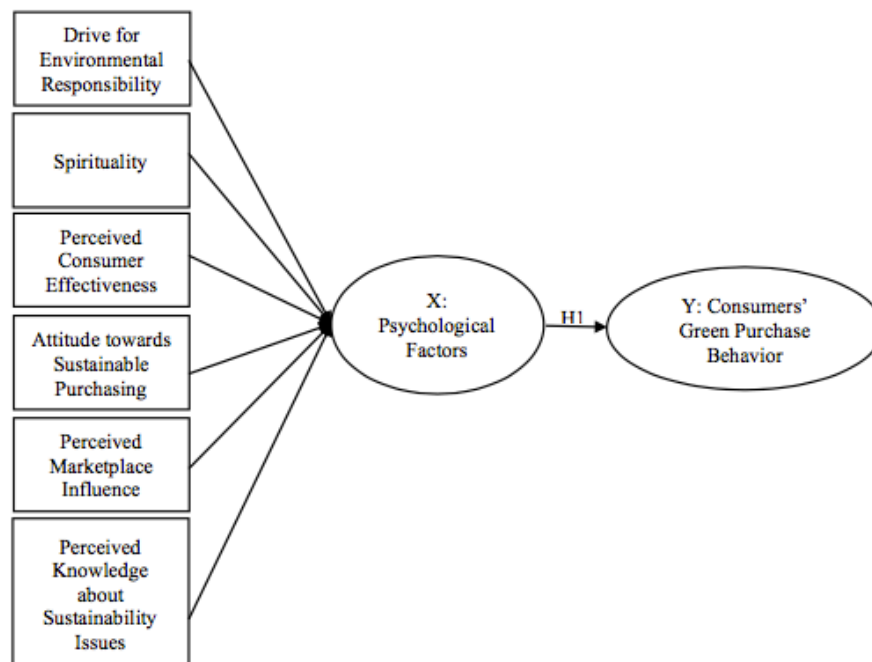 Drive for
Environmental
Responsibility
Spirituality
Perceived
Consumer
Effectiveness
Attitude towards
Sustainable
Purchasing
Perceived
Marketplace
Influence
Perceived
Knowledge
about
Sustainability
Issues
X:
Psychological
Factors
H1
Y: Consumers’
Green Purchase
Behavior